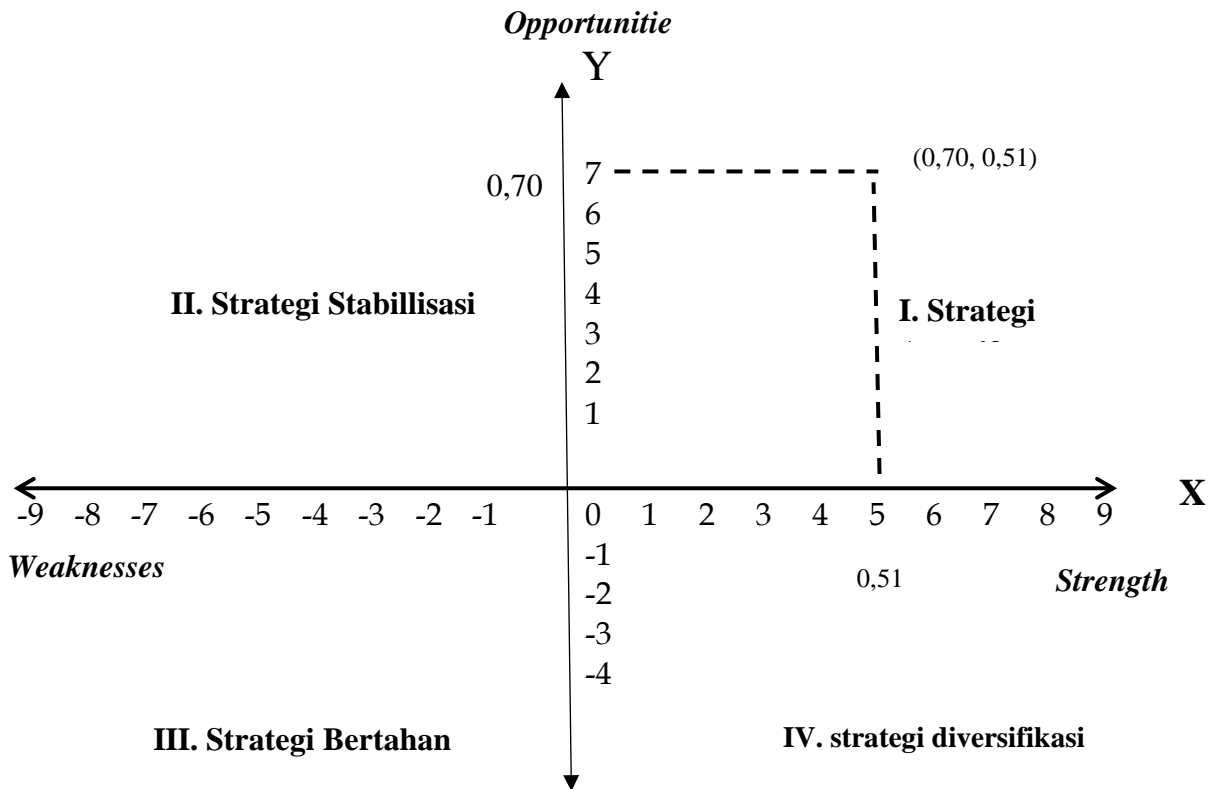 Opportunitie
Y
(0,70, 0,51)
7
0,70
6
5
II. Strategi Stabillisasi
4
I. Strategi
3
2
1
X
-9 -8 -7 -6 -5 -4 -3 -2 -1 0 1 2 3 4 5 6 7 8 9
-1
Weaknesses
0,51
Strength
-2
-3
-4
III. Strategi Bertahan
IV. strategi diversifikasi